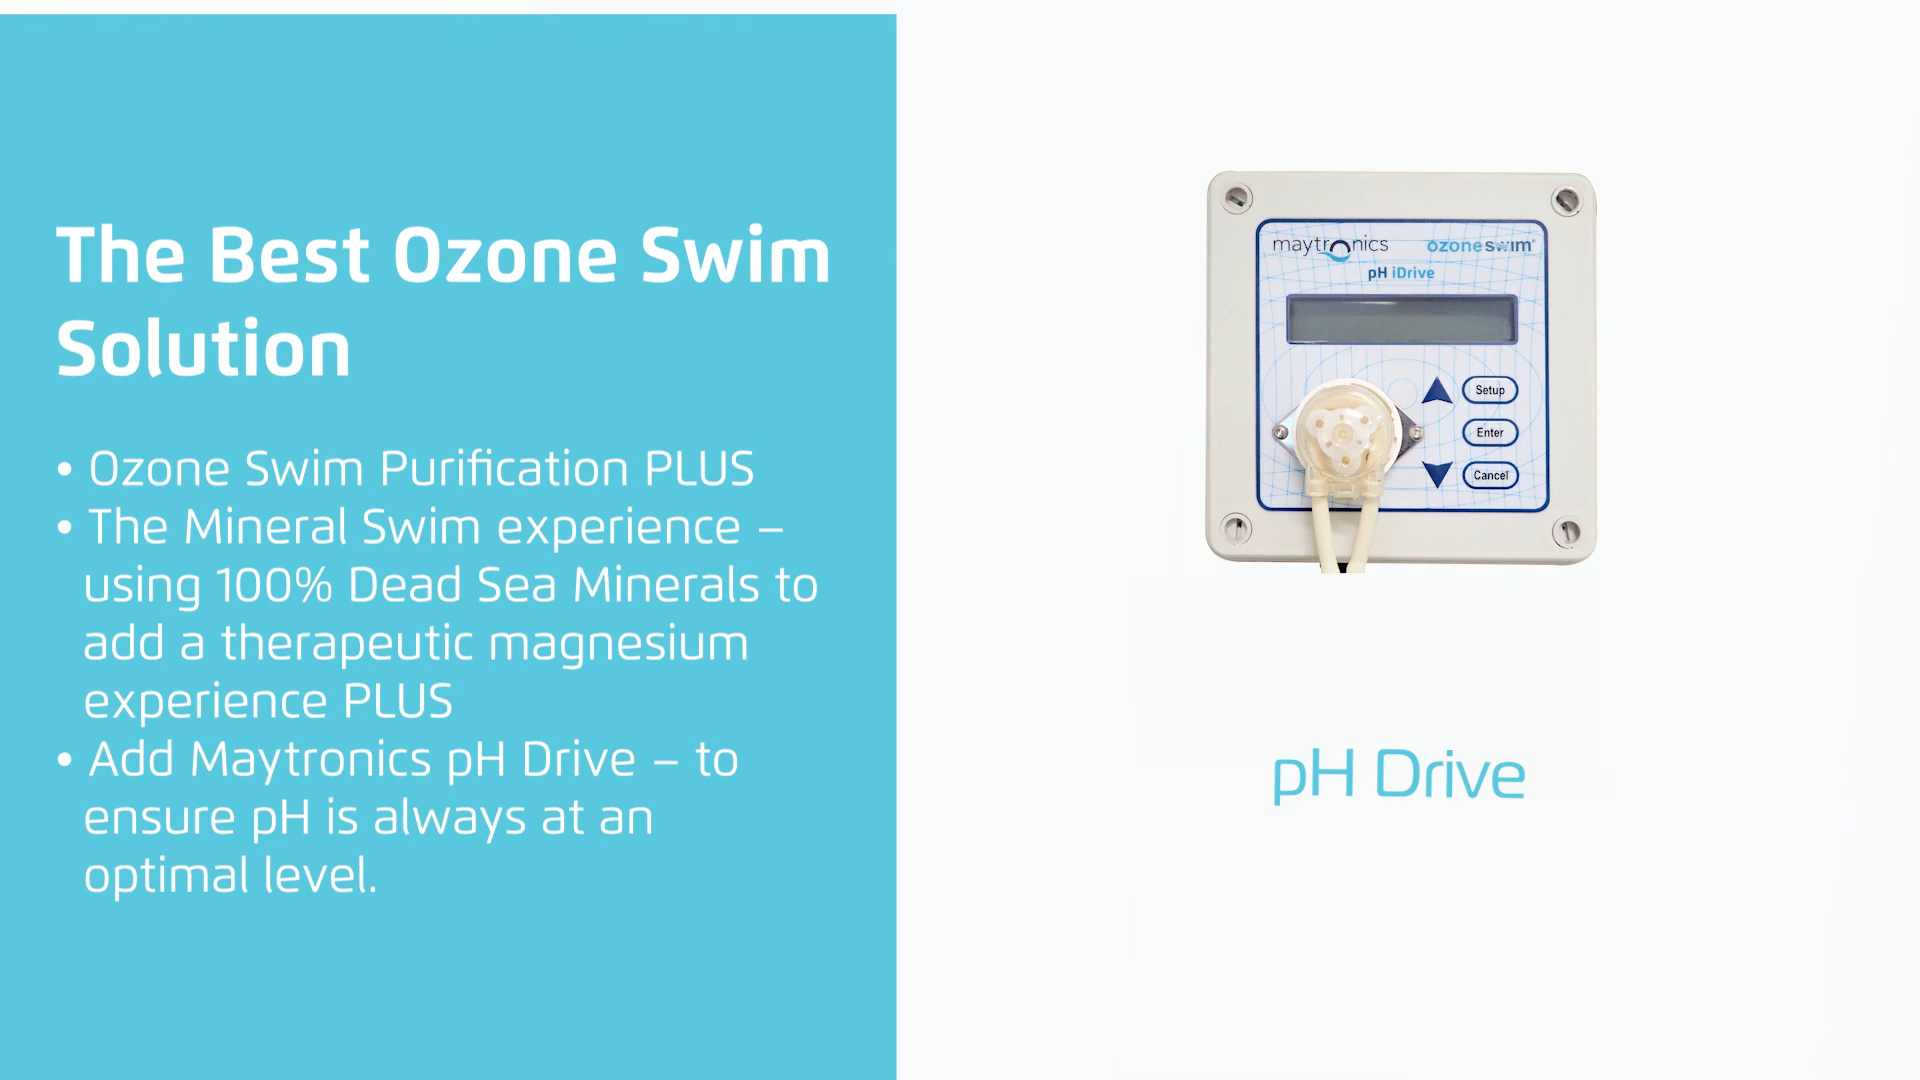 The Best Ozone Swim
Solution
• Ozone Swim Purification PLUS
• The Mineral Swim experience –
using 100% Dead Sea Minerals to
add a therapeutic magnesium
experience PLUS
• Add Maytronics pH Drive – to
ensure pH is always at an
optimal level.
maytronics ozone swim®
pH iDrive
Setup
Enter
Cancel
pH Drive